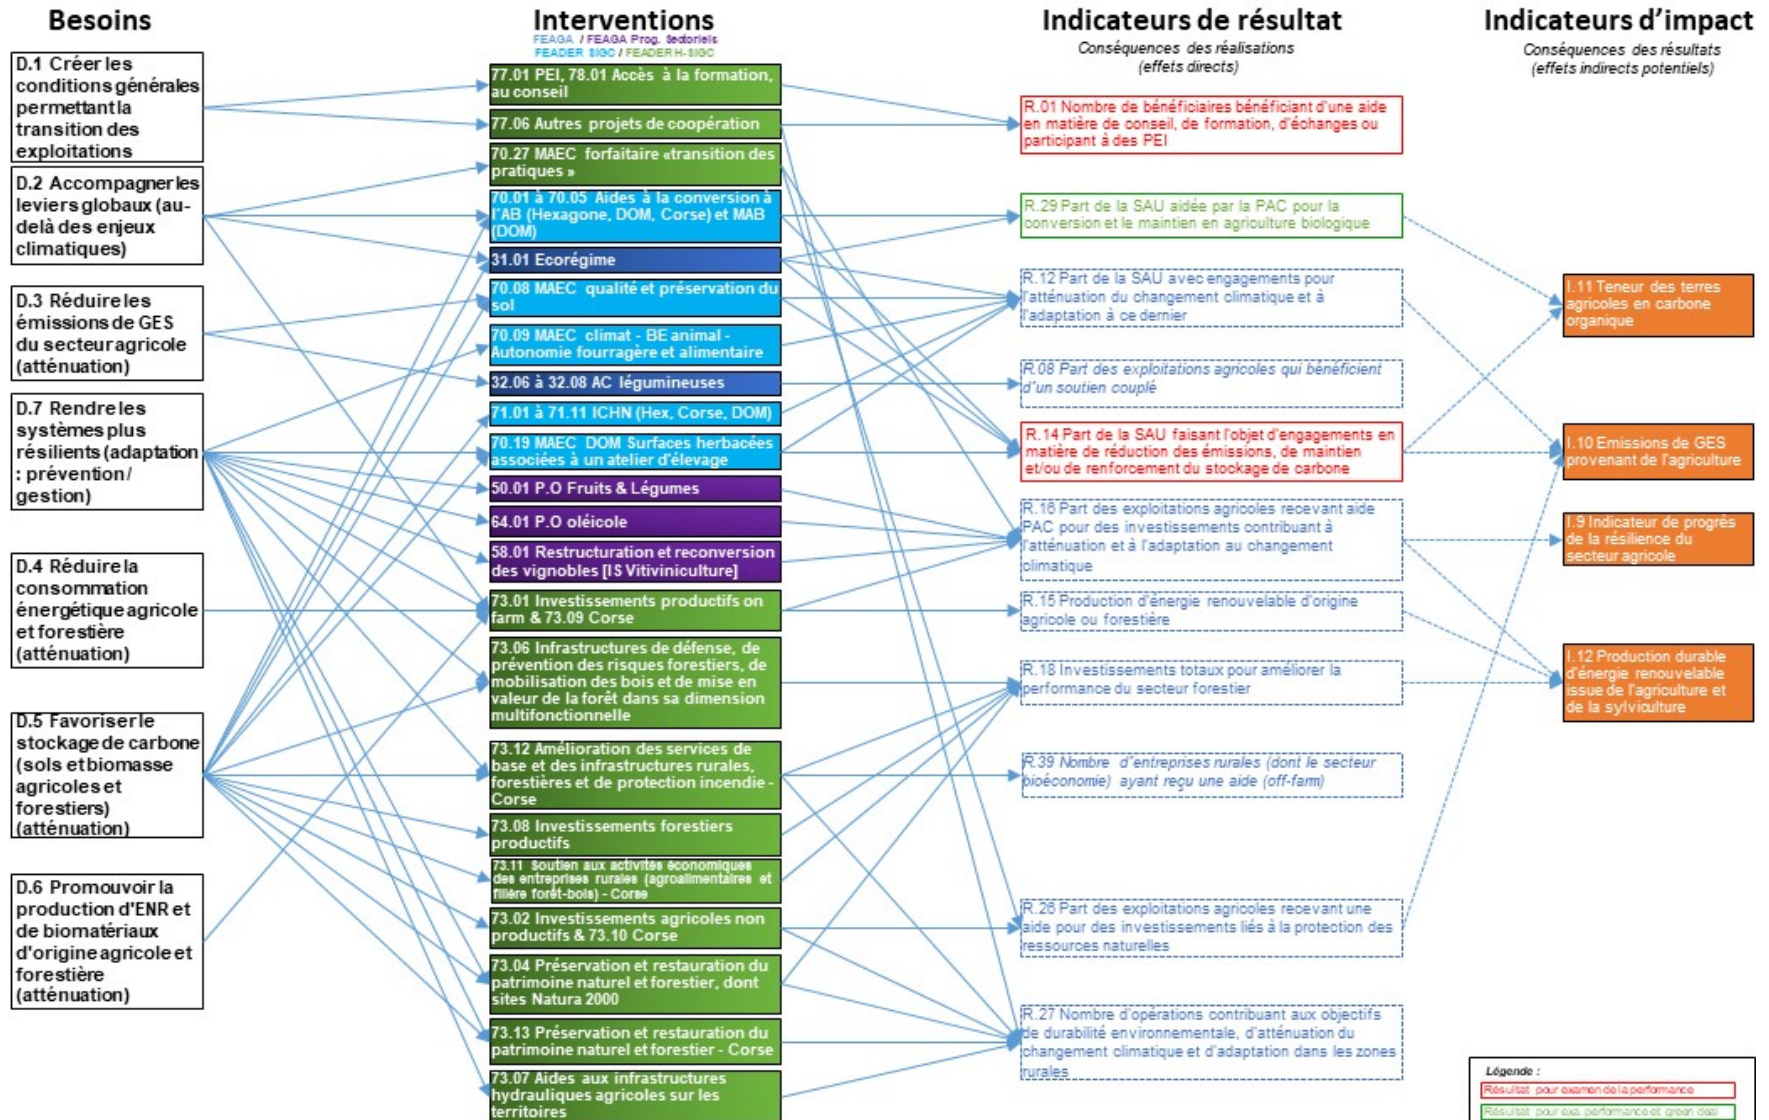 Besoins
D.1 Créer les
conditions générales
permettant la
transition des
exploitations
D.2 Accompagner les
leviers globaux (au-
delà des enjeux
climatiques)
D.3 Réduire les
émissions de GES
du secteur agricole
(atténuation)
D.7 Rendre les
systèmes plus
résilients (adaptation
: prévention /
gestion)
D.4 Réduire la
consommation
énergétique agricole
et forestière
(atténuation)
D.5 Favoriser le
stockage de carbone
(sols et biomasse
agricoles et
forestiers)
(atténuation)
D.6 Promouvoir la
production d'ENR et
de biomatériaux
d'origine agricole et
forestière
(atténuation)
Interventions
FEAGA / FEAGA Prog. Sectoriels
FEADER SIGC / FEADER H-SIGC
77.01 PEI, 78.01 Accès à la formation,
au conseil
77.06 Autres projets de coopération
70.27 MAEC forfaitaire «transition des
pratiques »
70.01 à 70.05 Aides à la conversion à
l'AB (Hexagone, DOM, Corse) et MAB
(DOM)
31.01 Ecorégime
70.08 MAEC qualité et préservation du
sol
70.09 MAEC climat - BE animal -
Autonomie fourragère et alimentaire
32.06 à 32.08 AC légumineuses
71.01 à 71.11 ICHN (Hex, Corse, DOM)
70.19 MAEC DOM Surfaces herbacées
associées à un atelier d'élevage
50.01 P.O Fruits & Légumes
64.01 P.O oléicole
58.01 Restructuration et reconversion
des vignobles [IS Vitiviniculture]
73.01 Investissements productifs on
farm & 73.09 Corse
73.06 Infrastructures de défense, de
prévention des risques forestiers, de
mobilisation des bois et de mise en
valeur de la forêt dans sa dimension
multifonctionnelle
73.12 Amélioration des services de
base et des infrastructures rurales,
forestières et de protection incendie -
Corse
73.08 Investissements forestiers
productifs
73.11 Soutien aux activités économiques
des entreprises rurales (agroalimentaires et
filière forêt-bois) - Corse
73.02 Investissements agricoles non
productifs & 73.10 Corse
73.04 Préservation et restauration du
patrimoine naturel et forestier, dont
sites Natura 2000
73.13 Préservation et restauration du
patrimoine naturel et forestier - Corse
73.07 Aides aux infrastructures
hydrauliques agricoles sur les
territoires
Indicateurs de résultat
Conséquences des réalisations
(effets directs)
R.01 Nombre de bénéficiaires bénéficiant d'une aide
en matière de conseil, de formation, d'échanges ou
participant à des PEI
R.29 Part de la SAU aidée par la PAC pour la
conversion et le maintien en agriculture biologique
R.12 Part de la SAU avec engagements pour
l'atténuation du changement climatique et à
l'adaptation à ce dernier
R.08 Part des exploitations agricoles qui bénéficient
d'un soutien couplé
R.14 Part de la SAU faisant l'objet d'engagements en
matière de réduction des émissions, de maintien
et/ou de renforcement du stockage de carbone
R.16 Part des exploitations agricoles recevant aide
PAC pour des investissements contribuant à
l'atténuation et à l'adaptation au changement
climatique
R.15 Production d'énergie renouvelable d'origine
agricole ou forestière
R.18 Investissements totaux pour améliorer la
performance du secteur forestier
R.39 Nombre d'entreprises rurales (dont le secteur
bioéconomie) ayant reçu une aide (off-farm)
R.26 Part des exploitations agricoles recevant une
aide pour des investissements liés à la protection des
ressources naturelles
R.27 Nombre d'opérations contribuant aux objectifs
de durabilité environnementale, d'atténuation du
changement climatique et d'adaptation dans les zones
rurales
Indicateurs d'impact
Conséquences des résultats
(effets indirects potentiels)
I.11 Teneur des terres
agricoles en carbone
organique
I.10 Emissions de GES
provenant de l'agriculture
I.9 Indicateur de progrès
de la résilience du
secteur agricole
I.12 Production durable
d'énergie renouvelable
issue de l'agriculture et
de la sylviculture
Légende :
Résultat pour examen de la performance
Résultat pour exa. performance et green deal